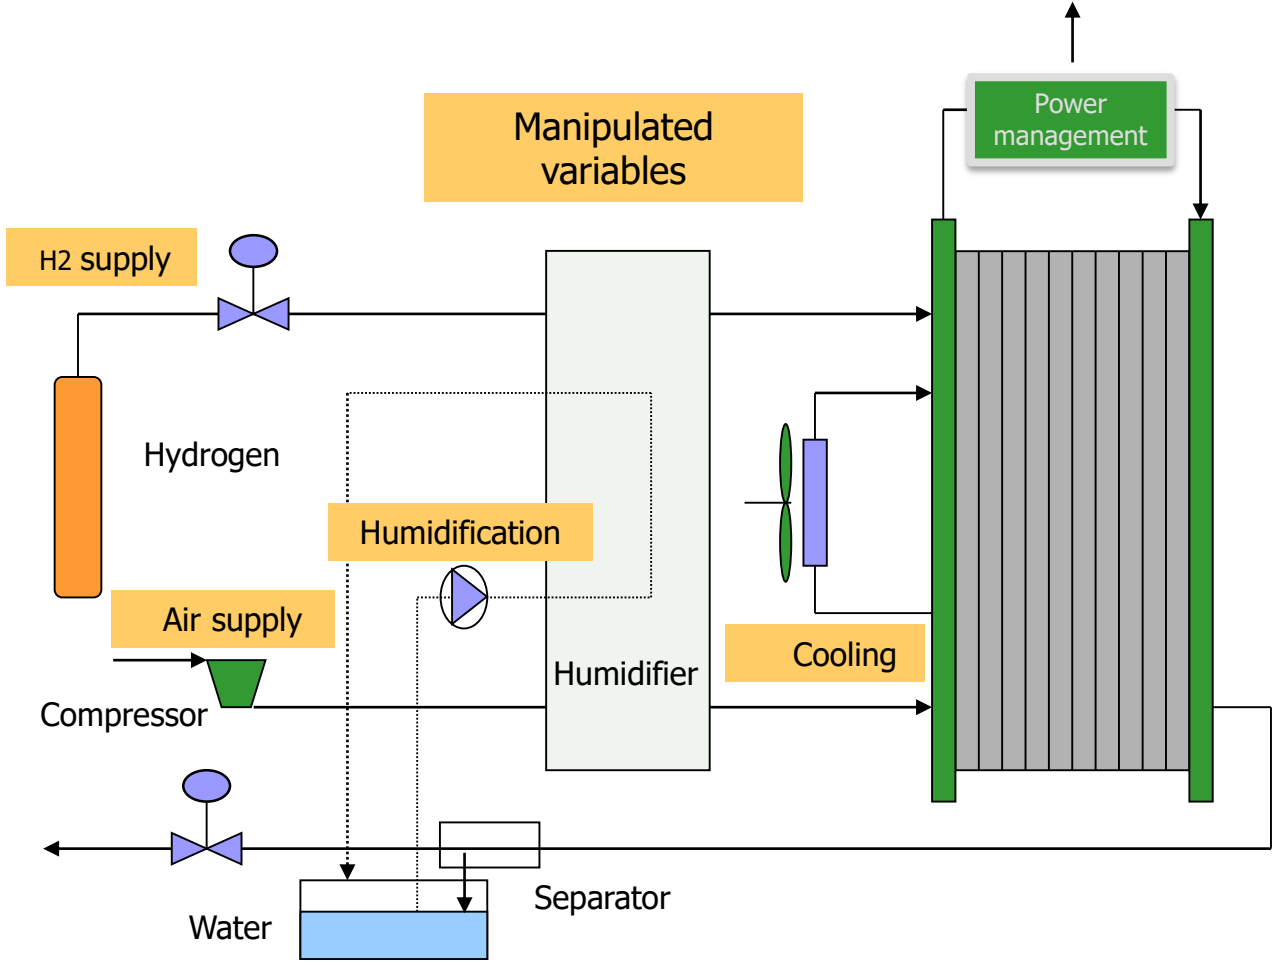 Power
management
Manipulated
variables
H2 supply
Hydrogen
Humidification
Air supply
Cooling
Humidifier
Compressor
Separator
Water